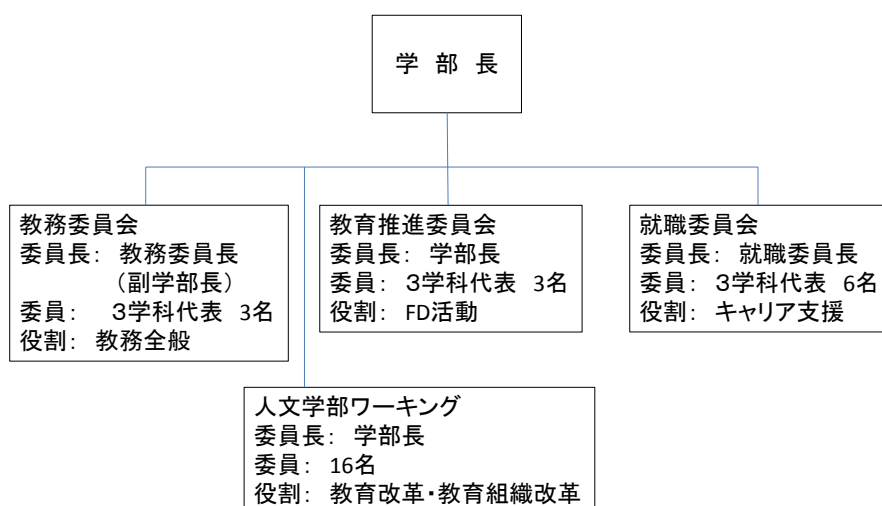 学 部 長
教務委員会
委員長： 教務委員長
（副学部長）
委員： ３学科代表 3名
役割： 教務全般
教育推進委員会
委員長： 学部長
委員： ３学科代表 3名
役割： FD活動
就職委員会
委員長： 就職委員長
委員： ３学科代表 6名
役割： キャリア支援
人文学部ワーキング
委員長： 学部長
委員： 16名
役割： 教育改革・教育組織改革